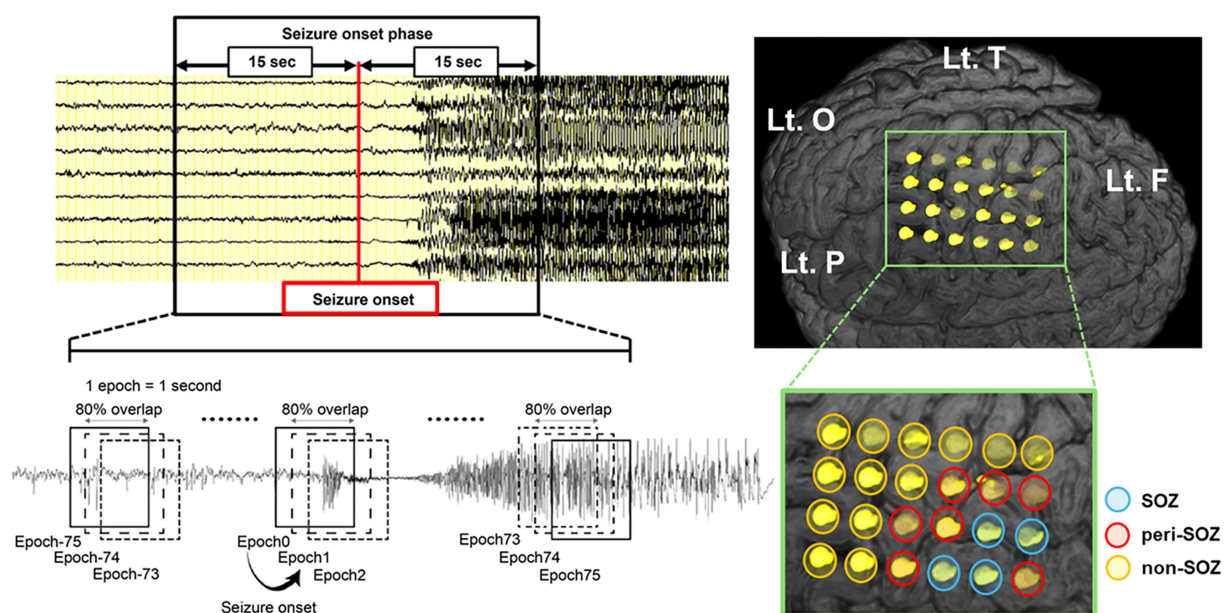 Seizure onset phase
15 sec
15 sec
Seizure onset
1 epoch = 1 second
80% overlap
80% overlap
80% overlap
Epoch-75
Epoch-74
Epoch-73
Epoch0
Epoch1
Epoch2
Seizure onset
Epoch73
Epoch74
Epoch75
Lt. T
Lt. O
Lt. F
Lt. P
SOZ
peri-SOZ
non-SOZ